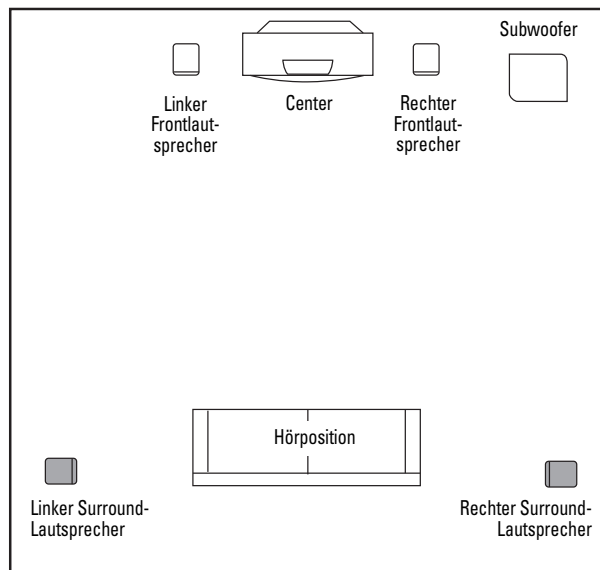 Subwoofer
Linker
Frontlaut-
sprecher
Center
Rechter
Frontlaut-
sprecher
Hörposition
Linker Surround-
Lautsprecher
Rechter Surround-
Lautsprecher